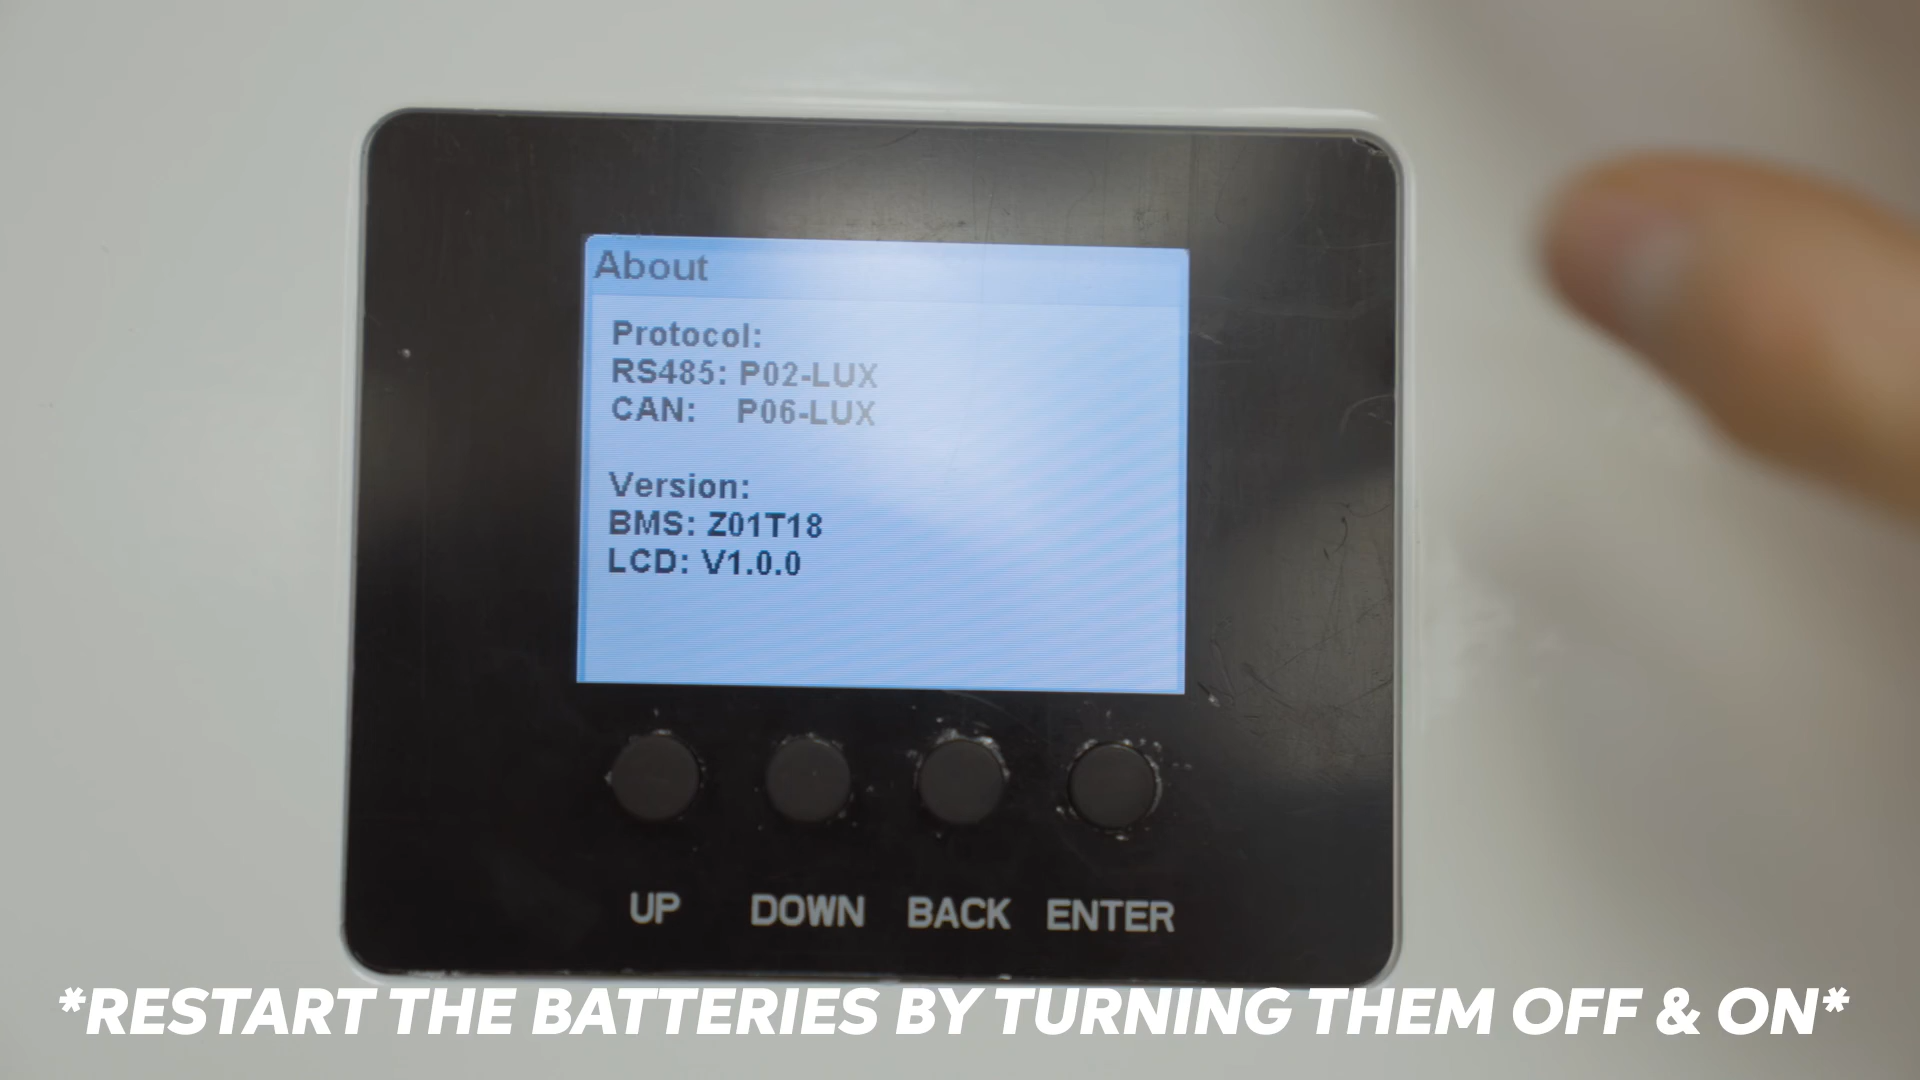 About
Protocol:
RS485: P02-LUX
CAN: P06-LUX
Version:
BMS: Z01T18
LCD: V1.0.0
UP DOWN BACK ENTER
*RESTART THE BATTERIES BY TURNING THEM OFF & ON*